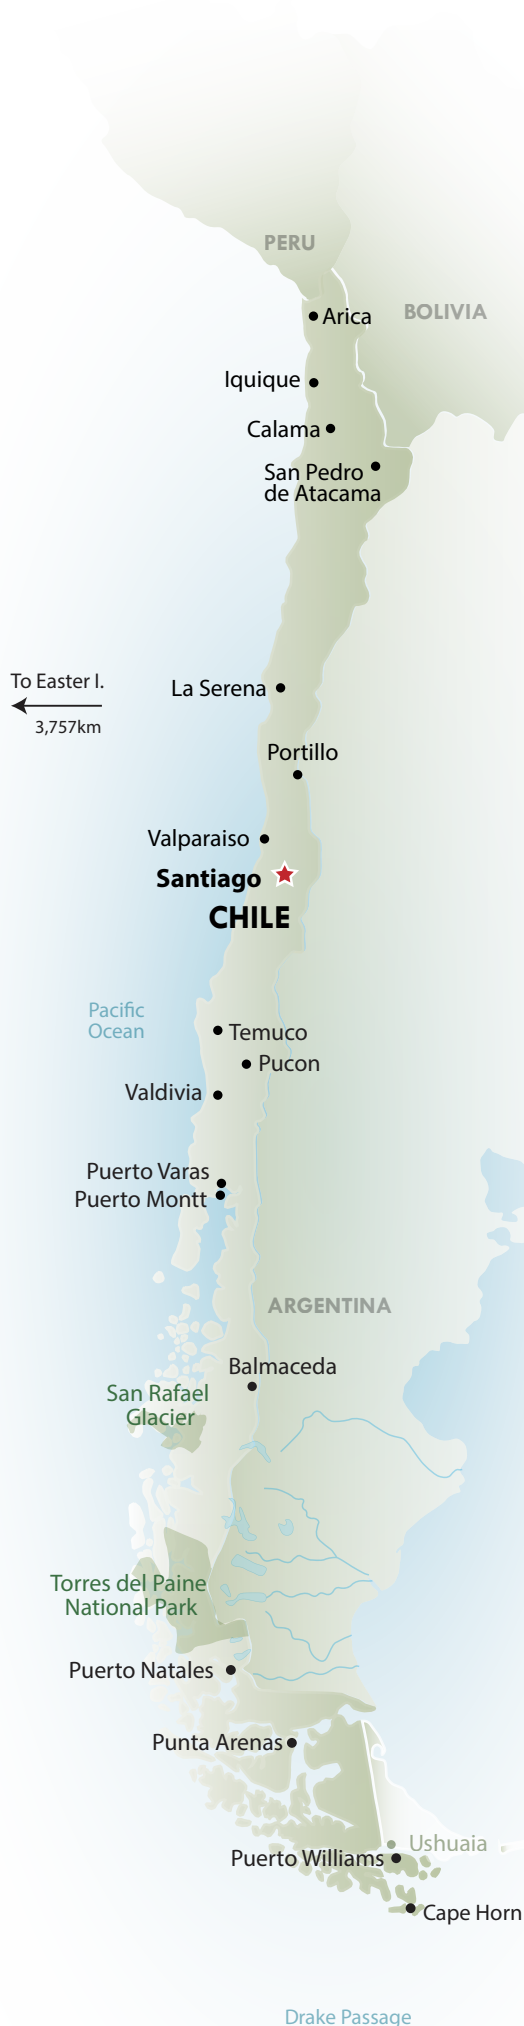 PERU
BOLIVIA
Arica
Iquique
Calama
San Pedro
de Atacama
To Easter I.
3,757km
La Serena
Portillo
Valparaiso
Santiago
CHILE
Pacific
Ocean
Temuco
Pucon
Valdivia
Puerto Varas
Puerto Montt
ARGENTINA
Balmaceda
San Rafael
Glacier
Torres del Paine
National Park
Puerto Natales
Punta Arenas
Ushuaia
Puerto Williams
Cape Horn
Drake Passage